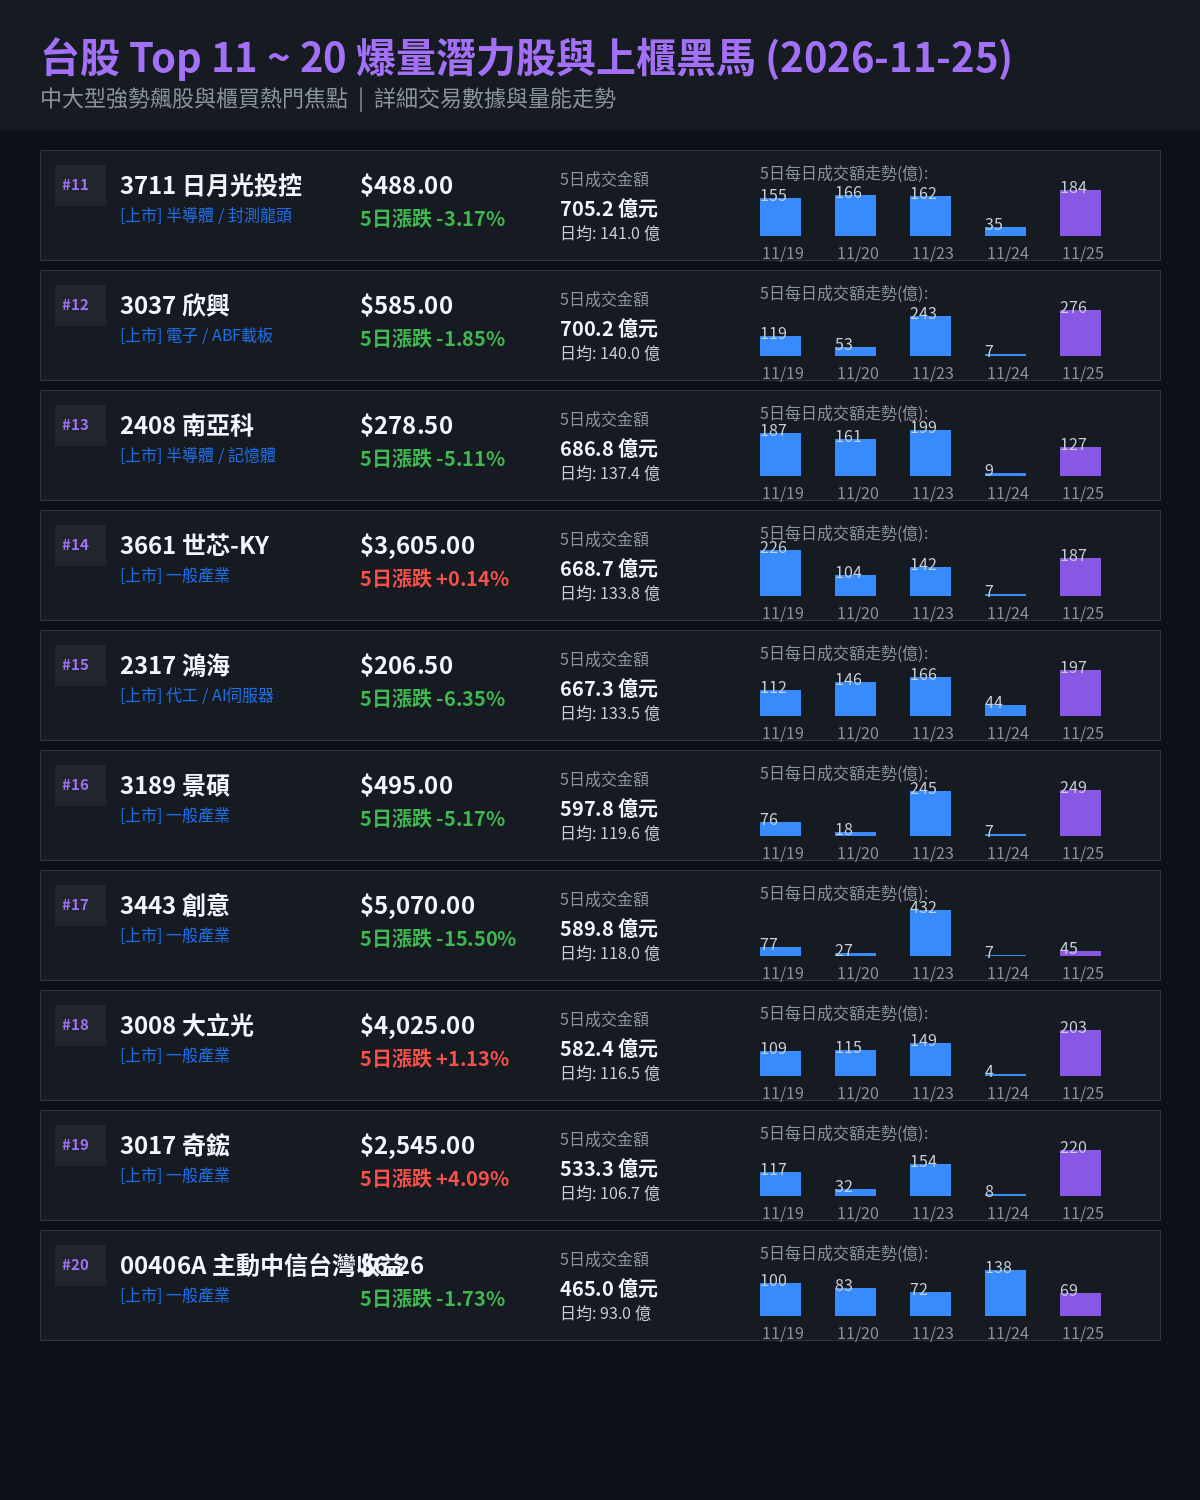 台股 Top 11 ~ 20 爆量潛力股與上櫃黑馬 (2026-11-25)
中大型強勢飆股與櫃買熱門焦點 | 詳細交易數據與量能走勢
#11
3711 日月光投控
[上市] 半導體 / 封測龍頭
$488.00
5日漲跌 -3.17%
5日成交金額
705.2 億元
日均: 141.0 億
5日每日成交額走勢(億):
155 166 162 35 184
11/19 11/20 11/23 11/24 11/25
#12
3037 欣興
[上市] 電子 / ABF載板
$585.00
5日漲跌 -1.85%
5日成交金額
700.2 億元
日均: 140.0 億
5日每日成交額走勢(億):
119 53 243 7 276
11/19 11/20 11/23 11/24 11/25
#13
2408 南亞科
[上市] 半導體 / 記憶體
$278.50
5日漲跌 -5.11%
5日成交金額
686.8 億元
日均: 137.4 億
5日每日成交額走勢(億):
187 161 199 9 127
11/19 11/20 11/23 11/24 11/25
#14
3661 世芯-KY
[上市] 一般產業
$3,605.00
5日漲跌 +0.14%
5日成交金額
668.7 億元
日均: 133.8 億
5日每日成交額走勢(億):
226 104 142 7 187
11/19 11/20 11/23 11/24 11/25
#15
2317 鴻海
[上市] 代工 / AI伺服器
$206.50
5日漲跌 -6.35%
5日成交金額
667.3 億元
日均: 133.5 億
5日每日成交額走勢(億):
112 146 166 44 197
11/19 11/20 11/23 11/24 11/25
#16
3189 景碩
[上市] 一般產業
$495.00
5日漲跌 -5.17%
5日成交金額
597.8 億元
日均: 119.6 億
5日每日成交額走勢(億):
76 18 245 7 249
11/19 11/20 11/23 11/24 11/25
#17
3443 創意
[上市] 一般產業
$5,070.00
5日漲跌 -15.50%
5日成交金額
589.8 億元
日均: 118.0 億
5日每日成交額走勢(億):
77 27 432 7 45
11/19 11/20 11/23 11/24 11/25
#18
3008 大立光
[上市] 一般產業
$4,025.00
5日漲跌 +1.13%
5日成交金額
582.4 億元
日均: 116.5 億
5日每日成交額走勢(億):
109 115 149 4 203
11/19 11/20 11/23 11/24 11/25
#19
3017 奇鋐
[上市] 一般產業
$2,545.00
5日漲跌 +4.09%
5日成交金額
533.3 億元
日均: 106.7 億
5日每日成交額走勢(億):
117 32 154 8 220
11/19 11/20 11/23 11/24 11/25
#20
00406A 主動中信台灣收益
[上市] 一般產業
5日漲跌 -1.73%
5日成交金額
465.0 億元
日均: 93.0 億
5日每日成交額走勢(億):
100 83 72 138 69
11/19 11/20 11/23 11/24 11/25